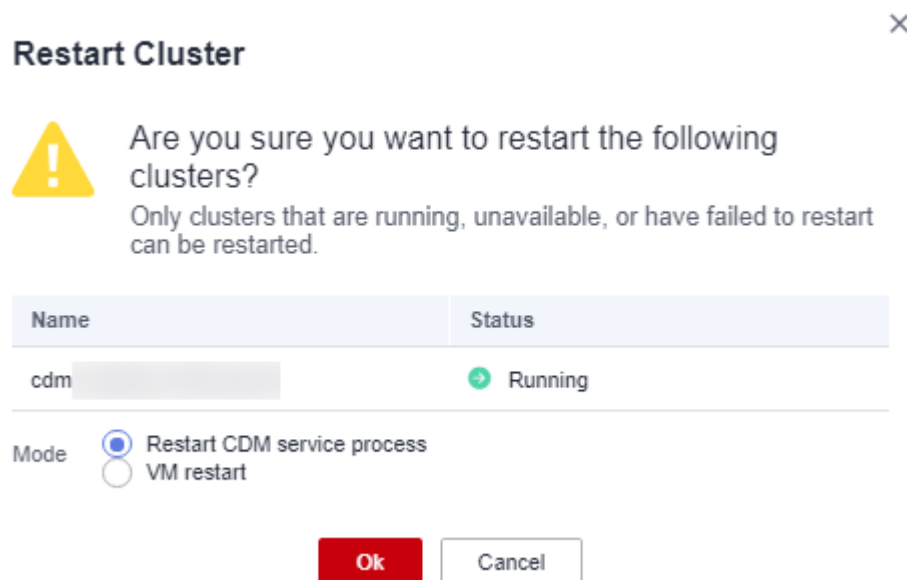 Restart Cluster
Are you sure you want to restart the following
clusters?
Only clusters that are running, unavailable, or have failed to restart
can be restarted.
Name Status
cdm Running
Mode Restart CDM service process
VM restart
Ok Cancel